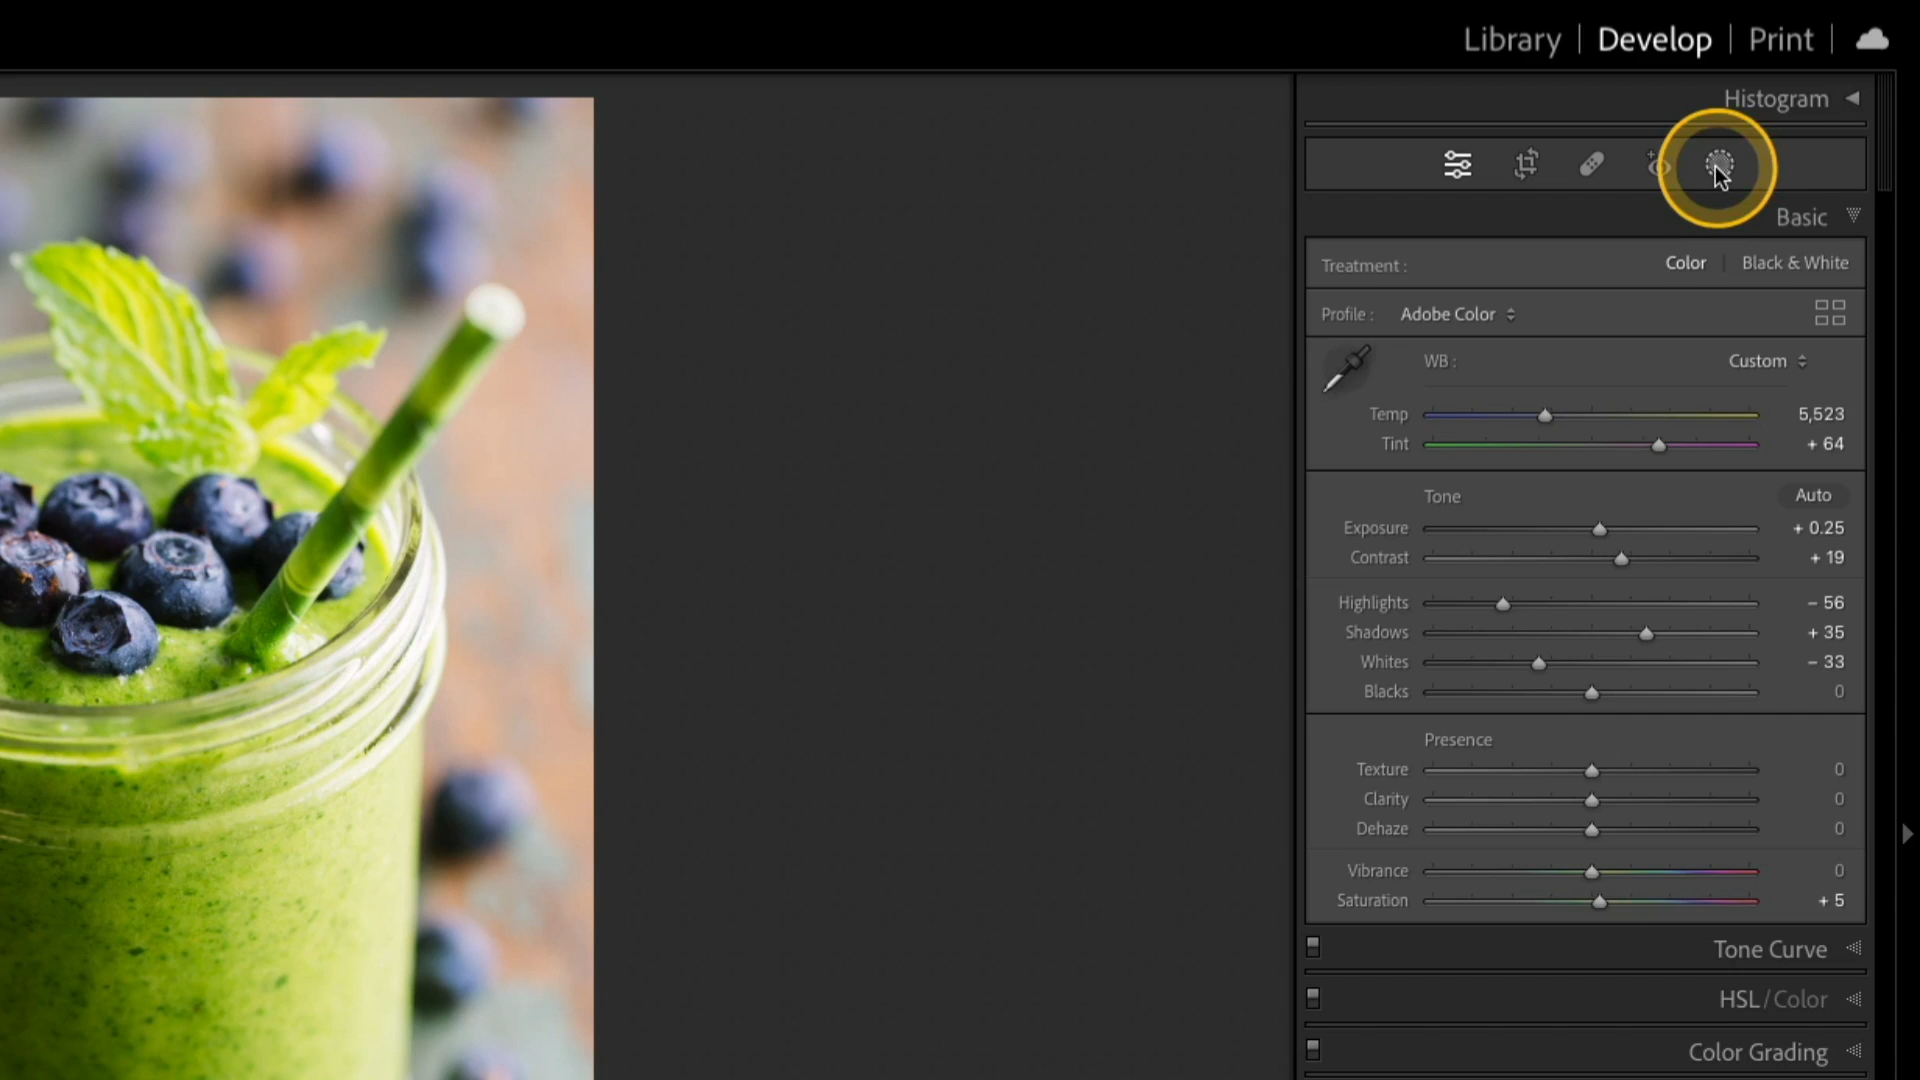 Library | Develop | Print |
Histogram
Basic
Treatment : Color | Black & White
Profile : Adobe Color
WB : Custom
Temp 5,523
Tint + 64
Tone Auto
Exposure + 0.25
Contrast + 19
Highlights – 56
Shadows + 35
Whites – 33
Blacks 0
Presence
Texture 0
Clarity 0
Dehaze 0
Vibrance 0
Saturation + 5
Tone Curve
HSL / Color
Color Grading